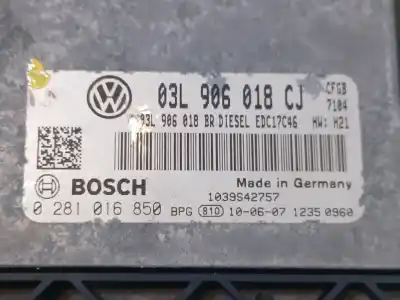 03L 906 018 CJ CFGB
7104
03L 906 018 BR DIESEL EDC17C46 HW: H21
Made in Germany
BOSCH
1039S42757
0 281 016 850 BPG 810 10-06-07 1235 0960